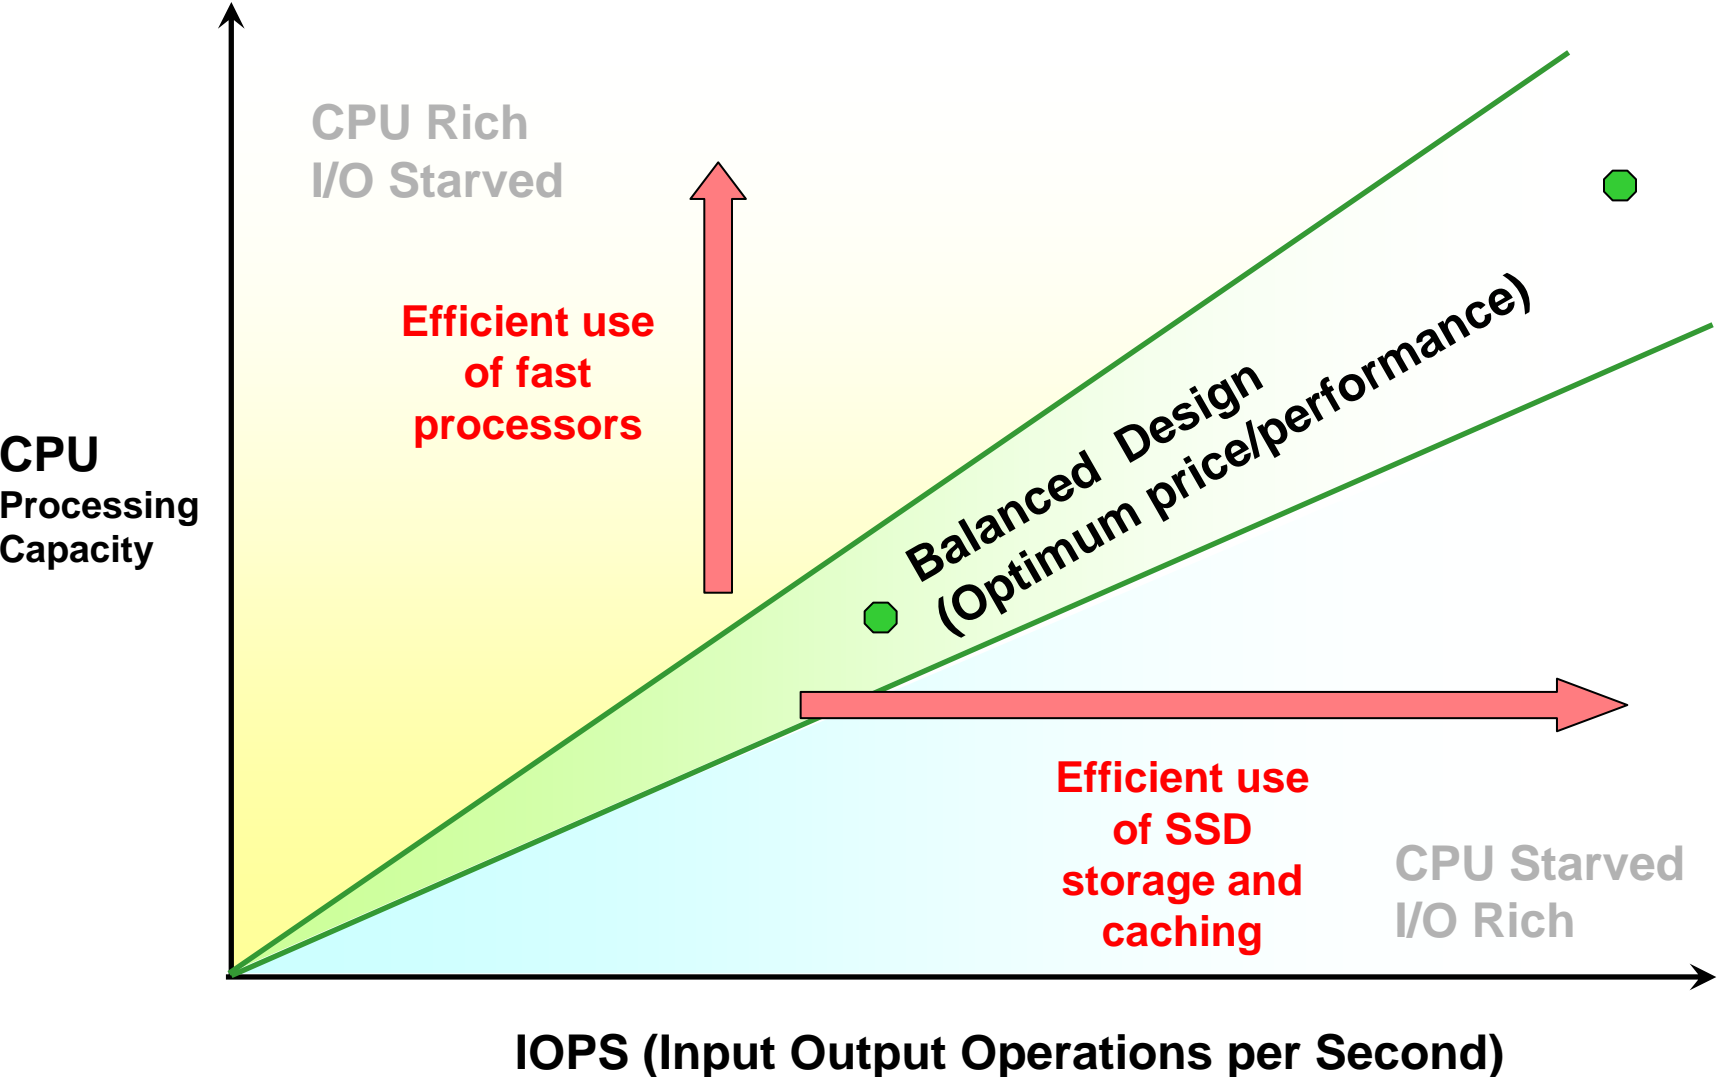 CPU Rich
I/O Starved
Efficient use
of fast
processors
CPU
Processing
Capacity
Balanced Design
(Optimum price/performance)
Efficient use
of SSD
storage and
caching
CPU Starved
I/O Rich
IOPS (Input Output Operations per Second)